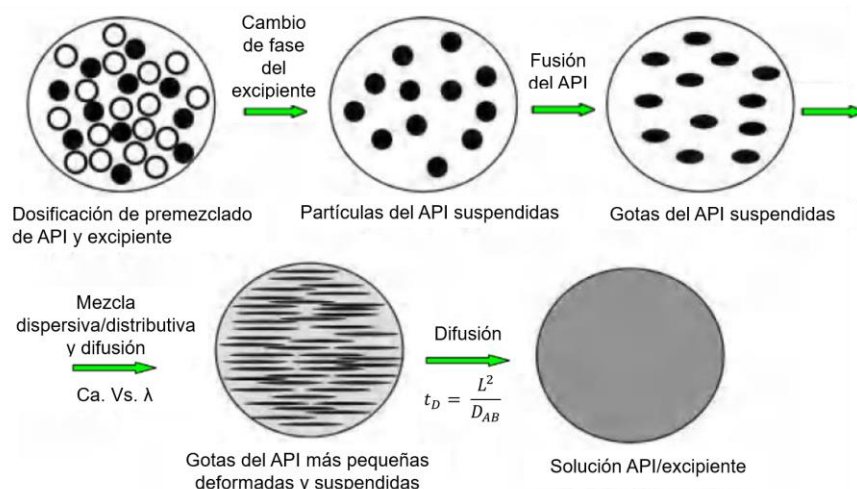 Cambio
de fase
del
excipiente
Fusión
del API
Dosificación de premezclado
de API y excipiente
Partículas del API suspendidas
Gotas del API suspendidas
Mezcla
dispersiva/distributiva
y difusión
Ca. Vs. λ
Difusión
t_D = L² / D_AB
Gotas del API más pequeñas
deformadas y suspendidas
Solución API/excipiente